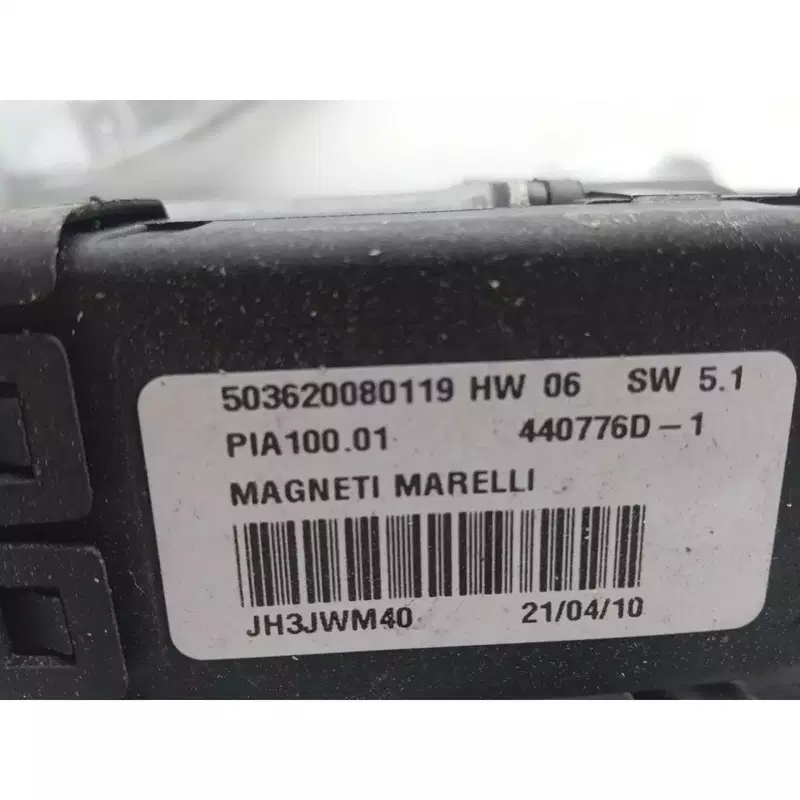 503620080119 HW 06 SW 5.1
PIA100.01 440776D-1
MAGNETI MARELLI
JH3JWM40 21/04/10